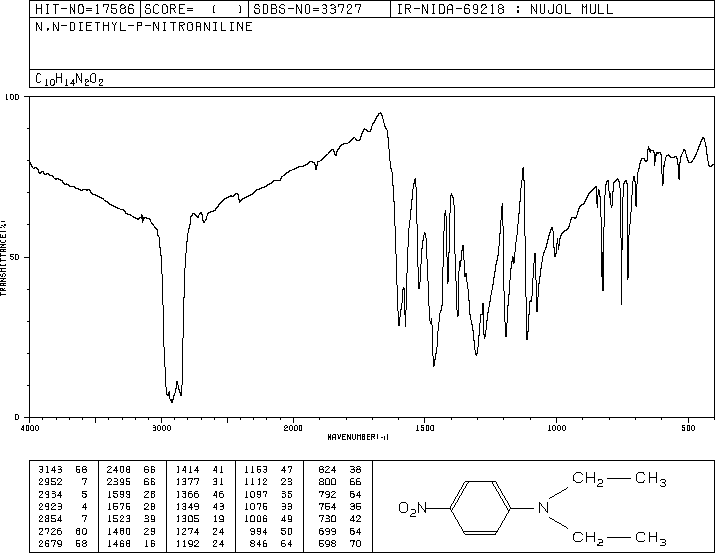 HIT-NO=17586 SCORE= ( ) SDBS-NO=33727 IR-NIDA-69218 : NUJOL MULL
N,N-DIETHYL-P-NITROANILINE
C10H14N2O2
100
50
0
TRANSMITTANCE(%)
4000 3000 2000 1500 1000 500
WAVENUMBER(-1)
3143 58 2408 66 1414 41 1153 47 824 38
2952 7 2395 66 1377 31 1112 23 800 66
2934 5 1599 28 1366 46 1097 35 792 64
2923 4 1576 28 1349 43 1075 33 754 35
2854 7 1523 39 1305 19 1006 49 730 42
2726 60 1480 29 1274 24 994 50 699 64
2679 58 1468 16 1192 24 846 64 598 70
O2N N CH2 CH3
CH2 CH3